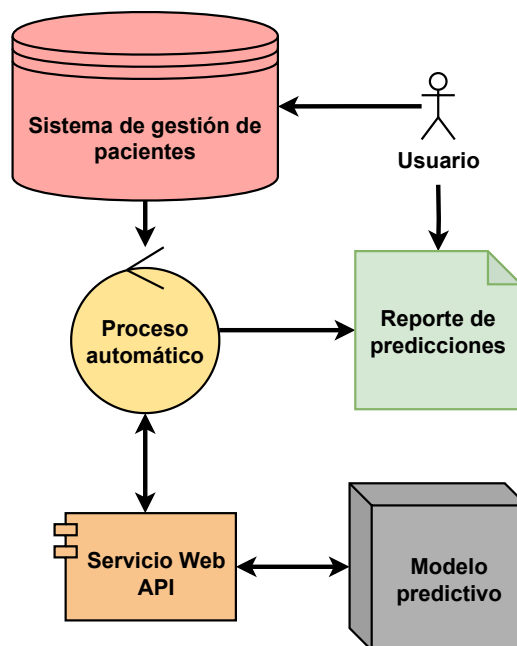 Sistema de gestión de
pacientes
Usuario
Proceso
automático
Reporte de
predicciones
Servicio Web
API
Modelo
predictivo